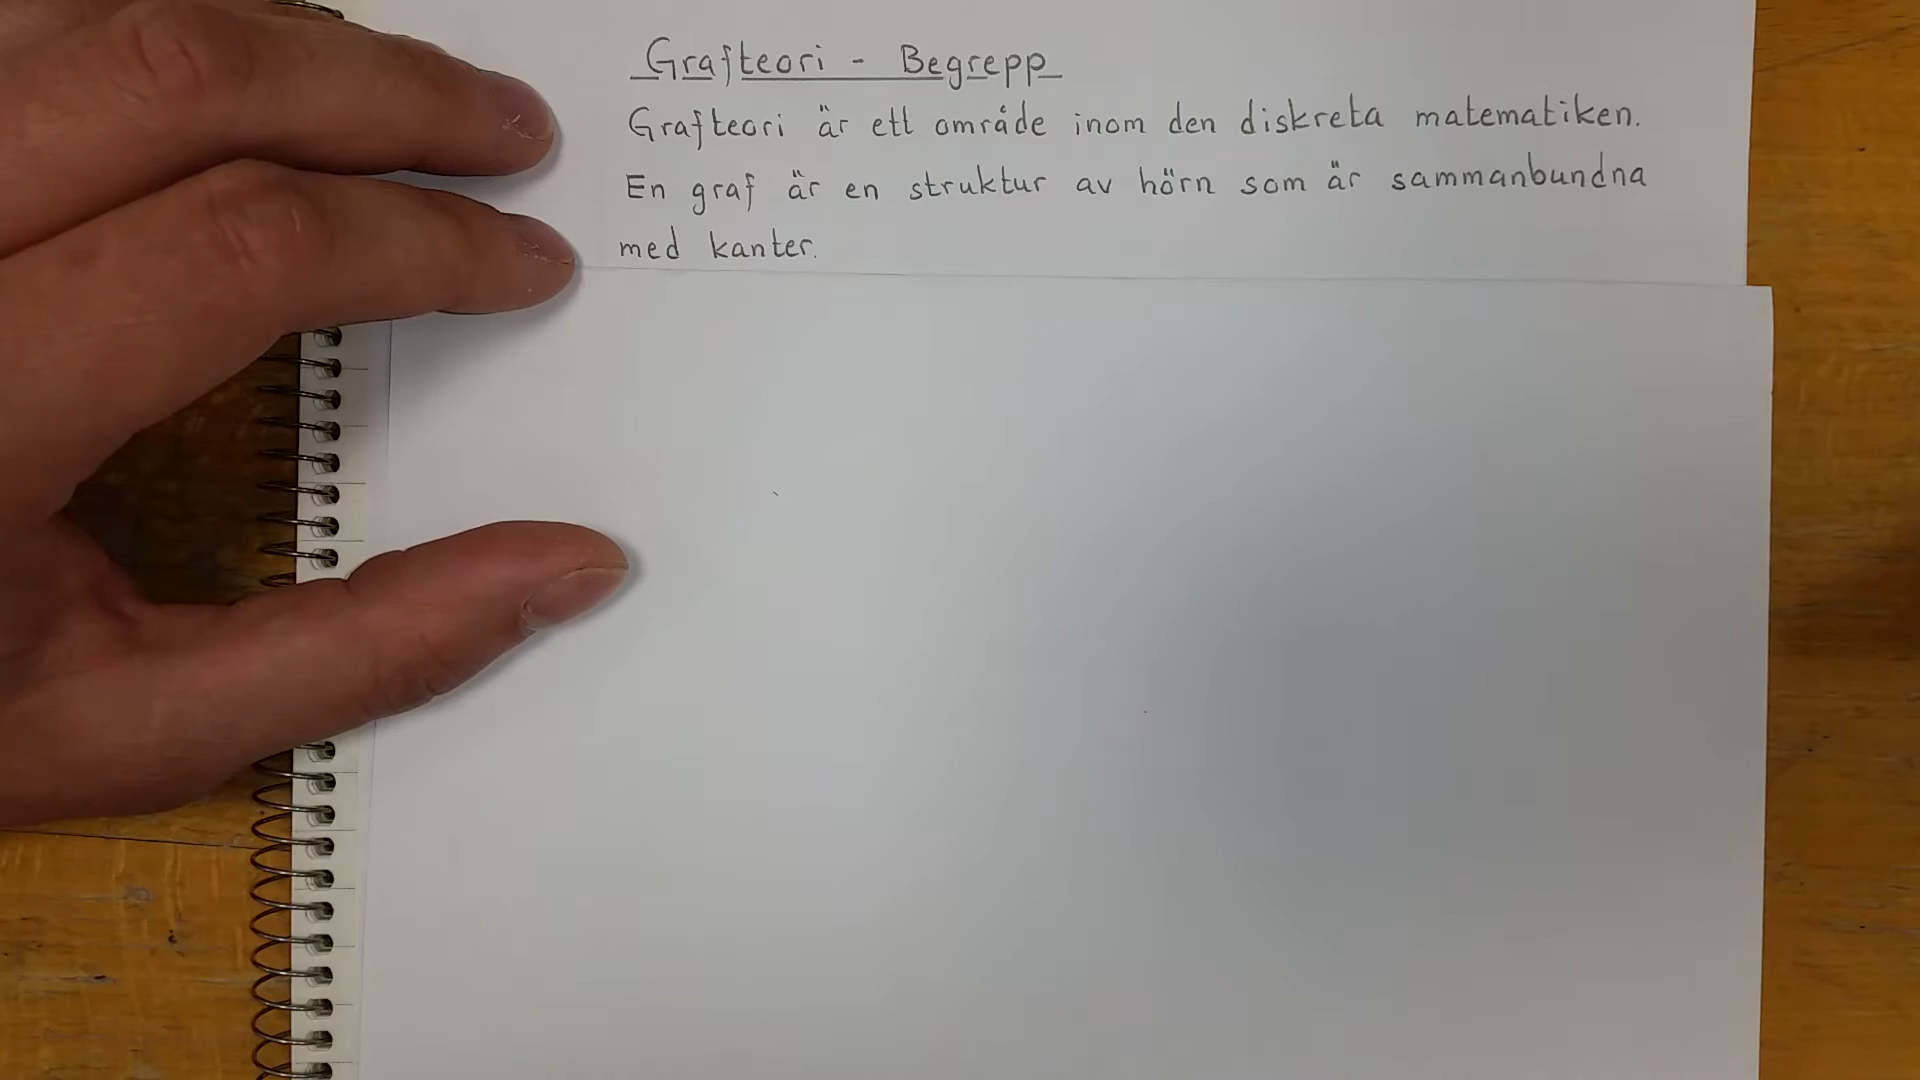 Grafteori - Begrepp
Grafteori är ett område inom den diskreta matematiken.
En graf är en struktur av hörn som är sammanbundna
med kanter.